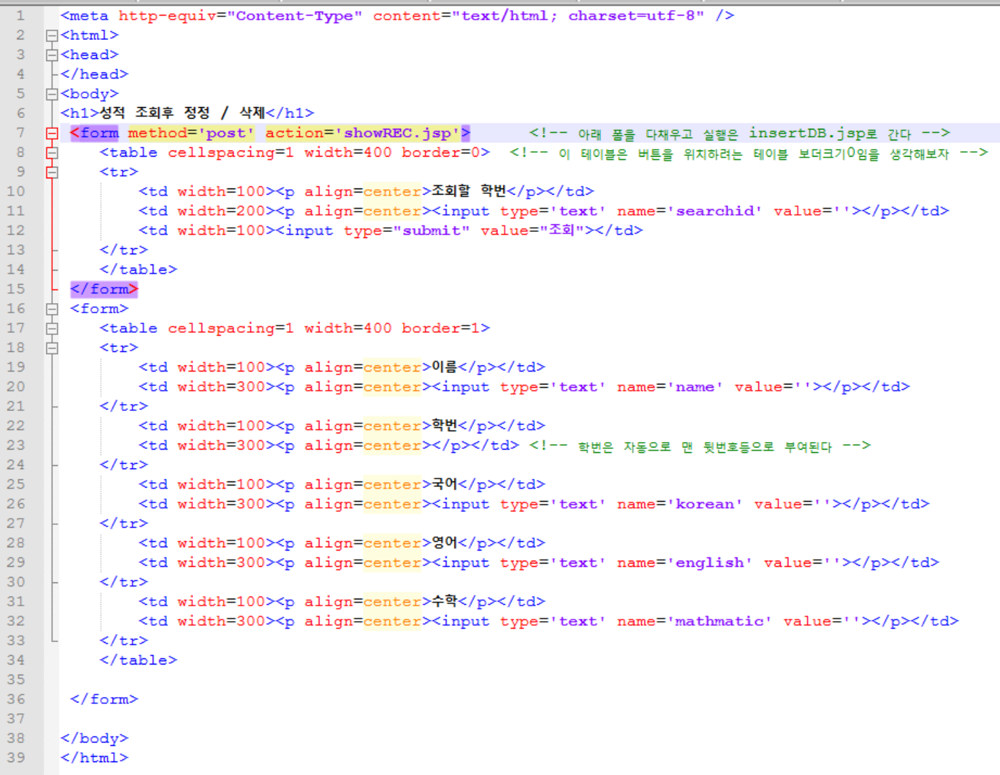 1 <meta http-equiv="Content-Type" content="text/html; charset=utf-8" />
2 <html>
3 <head>
4 </head>
5 <body>
6 <h1>성적 조회후 정정 / 삭제</h1>
7 <form method='post' action='showREC.jsp'> <!-- 아래 폼을 다채우고 실행은 insertDB.jsp로 간다 -->
8 <table cellspacing=1 width=400 border=0> <!-- 이 테이블은 버튼을 위치하려는 테이블 보더크기0임을 생각해보자 -->
9 <tr>
10 <td width=100><p align=center>조회할 학번</p></td>
11 <td width=200><p align=center><input type='text' name='searchid' value=''></p></td>
12 <td width=100><input type="submit" value="조회"></td>
13 </tr>
14 </table>
15 </form>
16 <form>
17 <table cellspacing=1 width=400 border=1>
18 <tr>
19 <td width=100><p align=center>이름</p></td>
20 <td width=300><p align=center><input type='text' name='name' value=''></p></td>
21 </tr>
22 <td width=100><p align=center>학번</p></td>
23 <td width=300><p align=center></p></td> <!-- 학번은 자동으로 맨 뒷번호등으로 부여된다 -->
24 </tr>
25 <td width=100><p align=center>국어</p></td>
26 <td width=300><p align=center><input type='text' name='korean' value=''></p></td>
27 </tr>
28 <td width=100><p align=center>영어</p></td>
29 <td width=300><p align=center><input type='text' name='english' value=''></p></td>
30 </tr>
31 <td width=100><p align=center>수학</p></td>
32 <td width=300><p align=center><input type='text' name='mathmatic' value=''></p></td>
33 </tr>
34 </table>
35
36 </form>
37
38 </body>
39 </html>